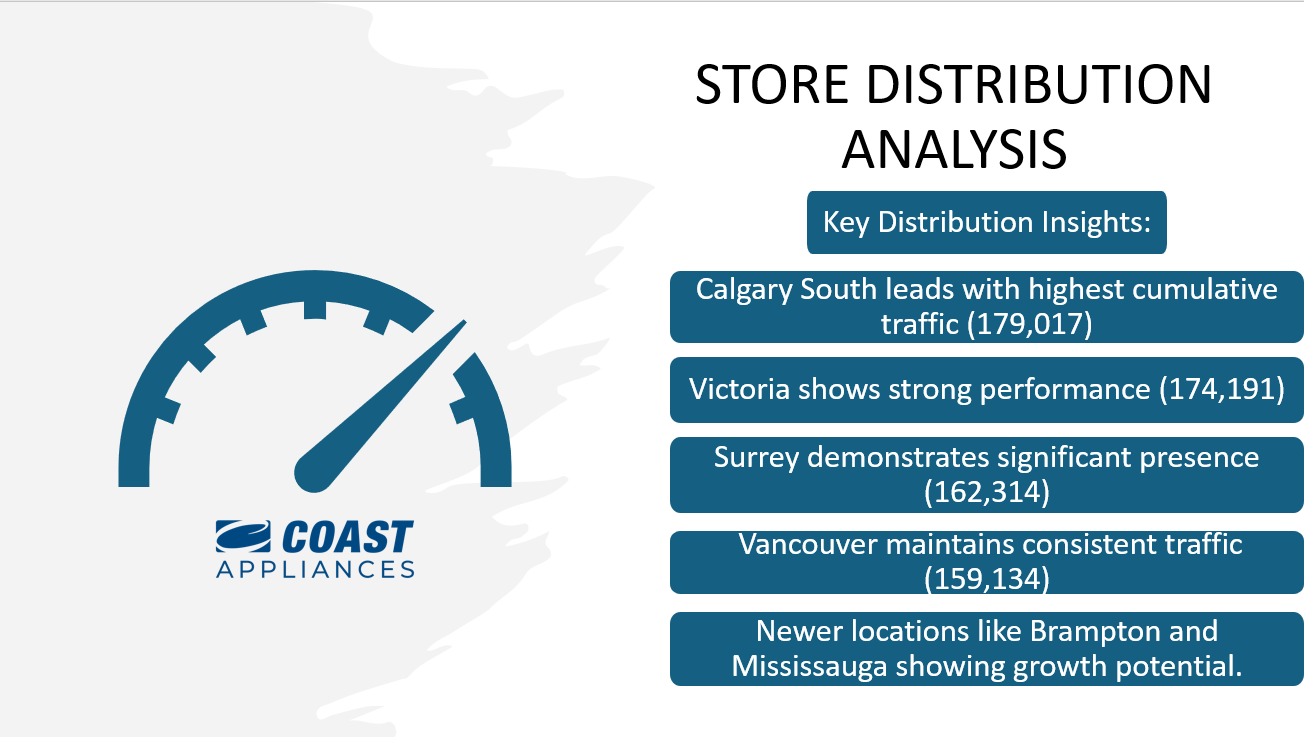 STORE DISTRIBUTION
ANALYSIS
Key Distribution Insights:
Calgary South leads with highest cumulative
traffic (179,017)
Victoria shows strong performance (174,191)
Surrey demonstrates significant presence
(162,314)
Vancouver maintains consistent traffic
(159,134)
Newer locations like Brampton and
Mississauga showing growth potential.
COAST
APPLIANCES